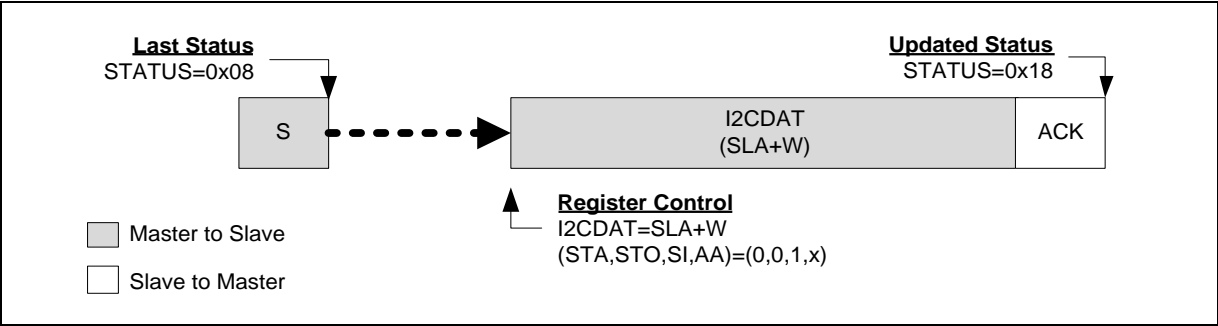 Last Status
STATUS=0x08
Updated Status
STATUS=0x18
S
I2CDAT
(SLA+W)
ACK
Register Control
I2CDAT=SLA+W
(STA,STO,SI,AA)=(0,0,1,x)
Master to Slave
Slave to Master